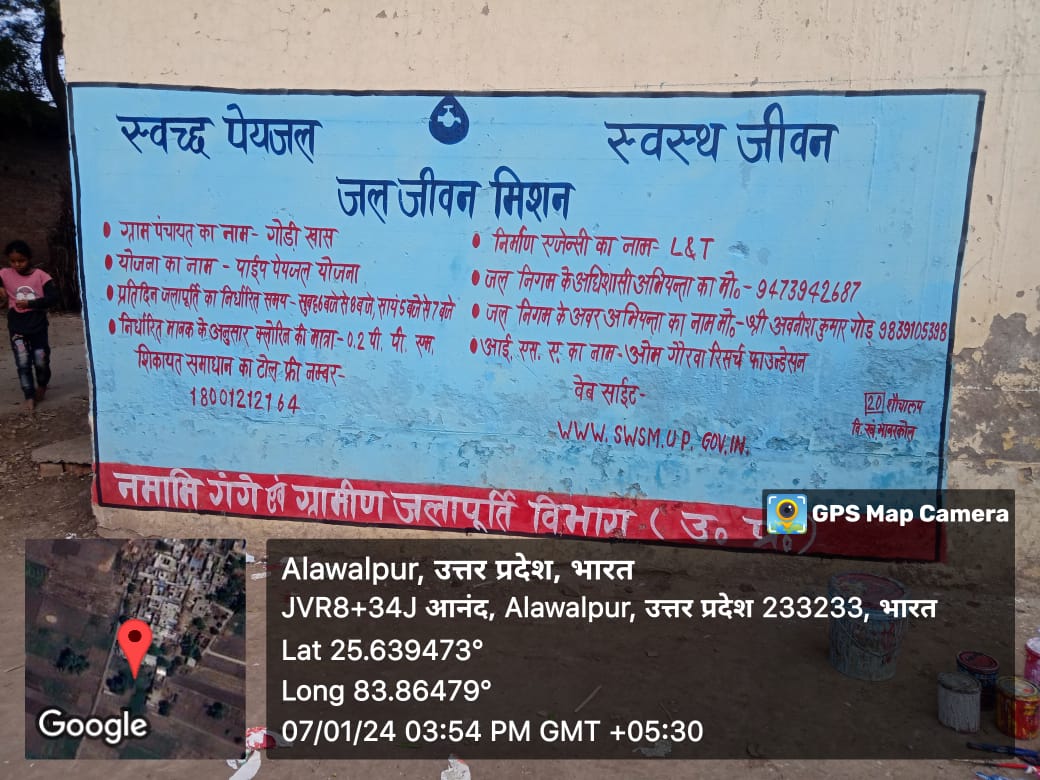 स्वच्छ पेयजल
स्वस्थ जीवन
जल जीवन मिशन
• ग्राम पंचायत का नाम- गोडी खास
• योजना का नाम - पाईप पेयजल योजना
• प्रतिदिन जलापूर्ति का निर्धारित समय- सुबह 6 बजे से 8 बजे, सायं 5 बजे से 7 बजे
• निर्धारित मानक के अनुसार क्लोरिन की मात्रा- 0.2 पी. पी. एम.
शिकायत समाधान का टोल फ्री नम्बर-
18001212164
• निर्माण एजेन्सी का नाम- L&T
• जल निगम के अधिशासी अभियन्ता का मो०- 9473942687
• जल निगम के अवर अभियन्ता का नाम मो०- श्री अवनीश कुमार गोड़ 9839105398
• आई. एस. ए. का नाम- ओम गौरवा रिसर्च फाउन्डेसन
वेब साईट-
WWW. SWSM.UP. GOV.IN.
20 शौचालय
वि. खं.
नमामि गंगे एवं ग्रामीण जलापूर्ति विभाग ( उ० प्र०)
GPS Map Camera
Alawalpur, उत्तर प्रदेश, भारत
JVR8+34J आनंद, Alawalpur, उत्तर प्रदेश 233233, भारत
Lat 25.639473°
Long 83.86479°
07/01/24 03:54 PM GMT +05:30
Google